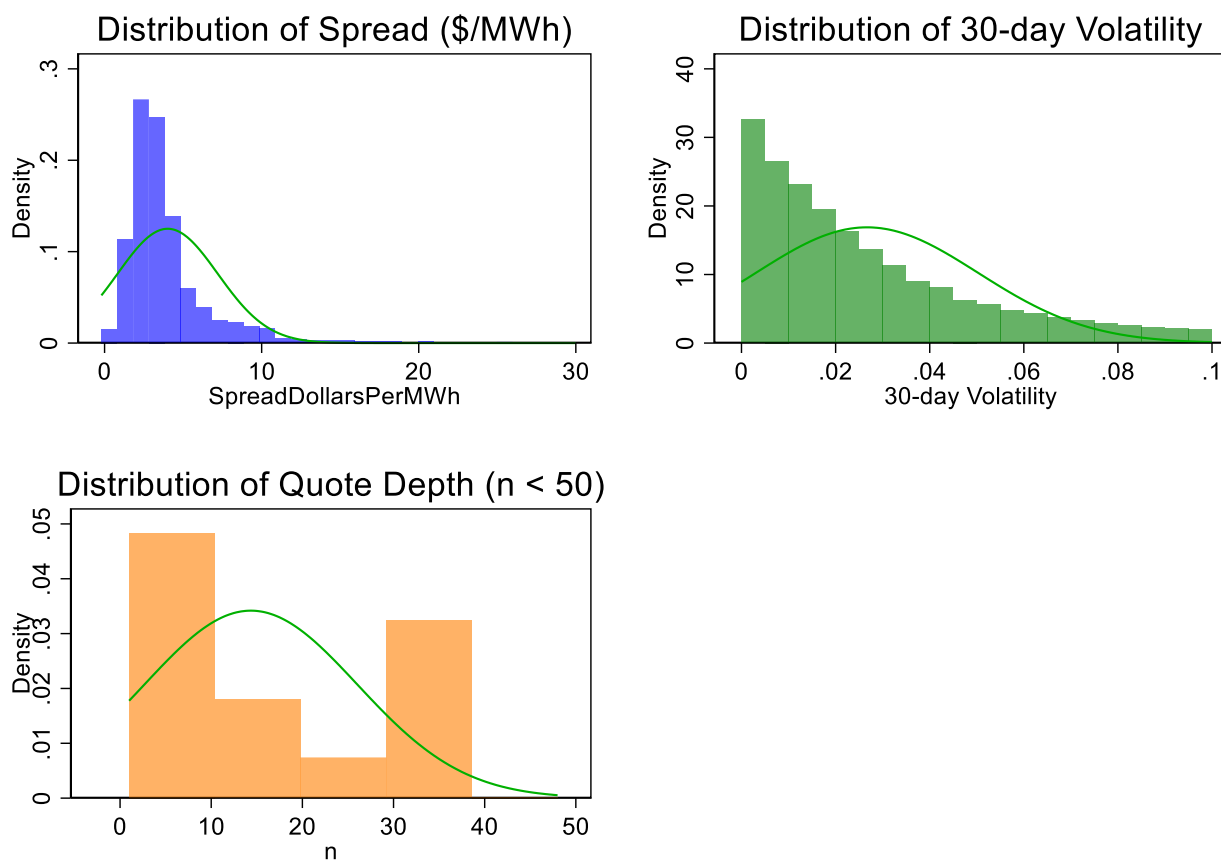 Distribution of Spread ($/MWh)
Density
.3
.2
.1
0
0 10 20 30
SpreadDollarsPerMWh
Distribution of 30-day Volatility
Density
40
30
20
10
0
0 .02 .04 .06 .08 .1
30-day Volatility
Distribution of Quote Depth (n < 50)
Density
.05
.04
.03
.02
.01
0
0 10 20 30 40 50
n